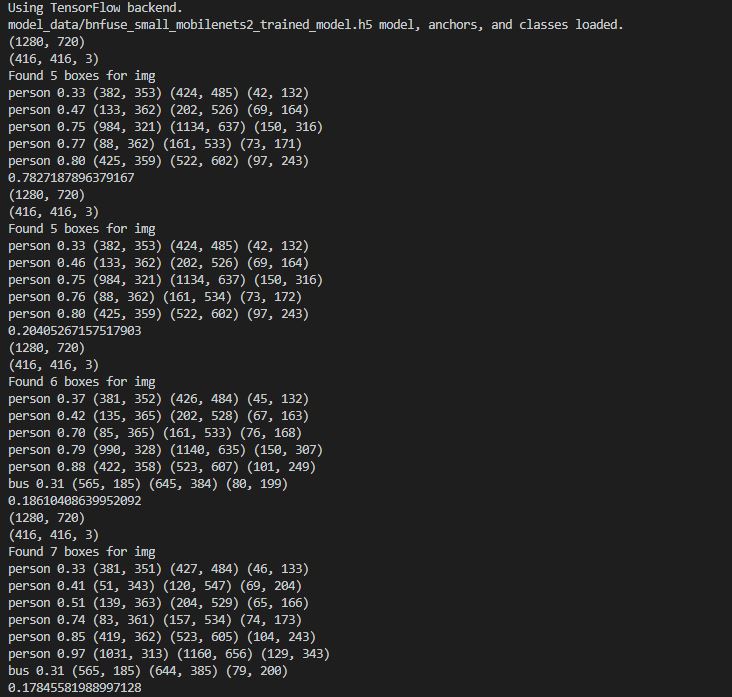 Using TensorFlow backend.
model_data/bnfuse_small_mobilenets2_trained_model.h5 model, anchors, and classes loaded.
(1280, 720)
(416, 416, 3)
Found 5 boxes for img
person 0.33 (382, 353) (424, 485) (42, 132)
person 0.47 (133, 362) (202, 526) (69, 164)
person 0.75 (984, 321) (1134, 637) (150, 316)
person 0.77 (88, 362) (161, 533) (73, 171)
person 0.80 (425, 359) (522, 602) (97, 243)
0.7827187896379167
(1280, 720)
(416, 416, 3)
Found 5 boxes for img
person 0.33 (382, 353) (424, 485) (42, 132)
person 0.46 (133, 362) (202, 526) (69, 164)
person 0.75 (984, 321) (1134, 637) (150, 316)
person 0.76 (88, 362) (161, 534) (73, 172)
person 0.80 (425, 359) (522, 602) (97, 243)
0.20405267157517903
(1280, 720)
(416, 416, 3)
Found 6 boxes for img
person 0.37 (381, 352) (426, 484) (45, 132)
person 0.42 (135, 365) (202, 528) (67, 163)
person 0.70 (85, 365) (161, 533) (76, 168)
person 0.79 (990, 328) (1140, 635) (150, 307)
person 0.88 (422, 358) (523, 607) (101, 249)
bus 0.31 (565, 185) (645, 384) (80, 199)
0.18610408639952092
(1280, 720)
(416, 416, 3)
Found 7 boxes for img
person 0.33 (381, 351) (427, 484) (46, 133)
person 0.41 (51, 343) (120, 547) (69, 204)
person 0.51 (139, 363) (204, 529) (65, 166)
person 0.74 (83, 361) (157, 534) (74, 173)
person 0.85 (419, 362) (523, 605) (104, 243)
person 0.97 (1031, 313) (1160, 656) (129, 343)
bus 0.31 (565, 185) (644, 385) (79, 200)
0.17845581988997128